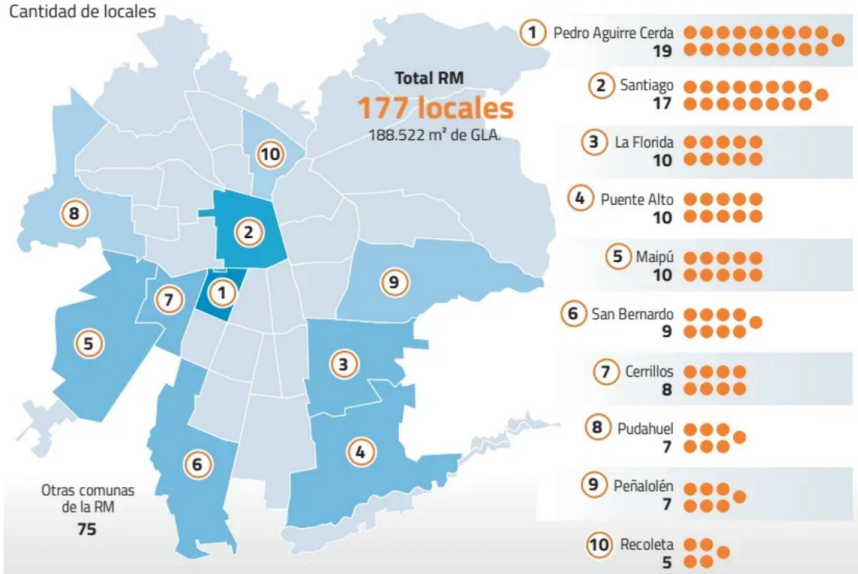 Cantidad de locales
Total RM
177 locales
188.522 m² de GLA.
10
8
2
1
7
9
5
3
4
6
Otras comunas
de la RM
75
1 Pedro Aguirre Cerda
19
2 Santiago
17
3 La Florida
10
4 Puente Alto
10
5 Maipú
10
6 San Bernardo
9
7 Cerrillos
8
8 Pudahuel
7
9 Peñalolén
7
10 Recoleta
5